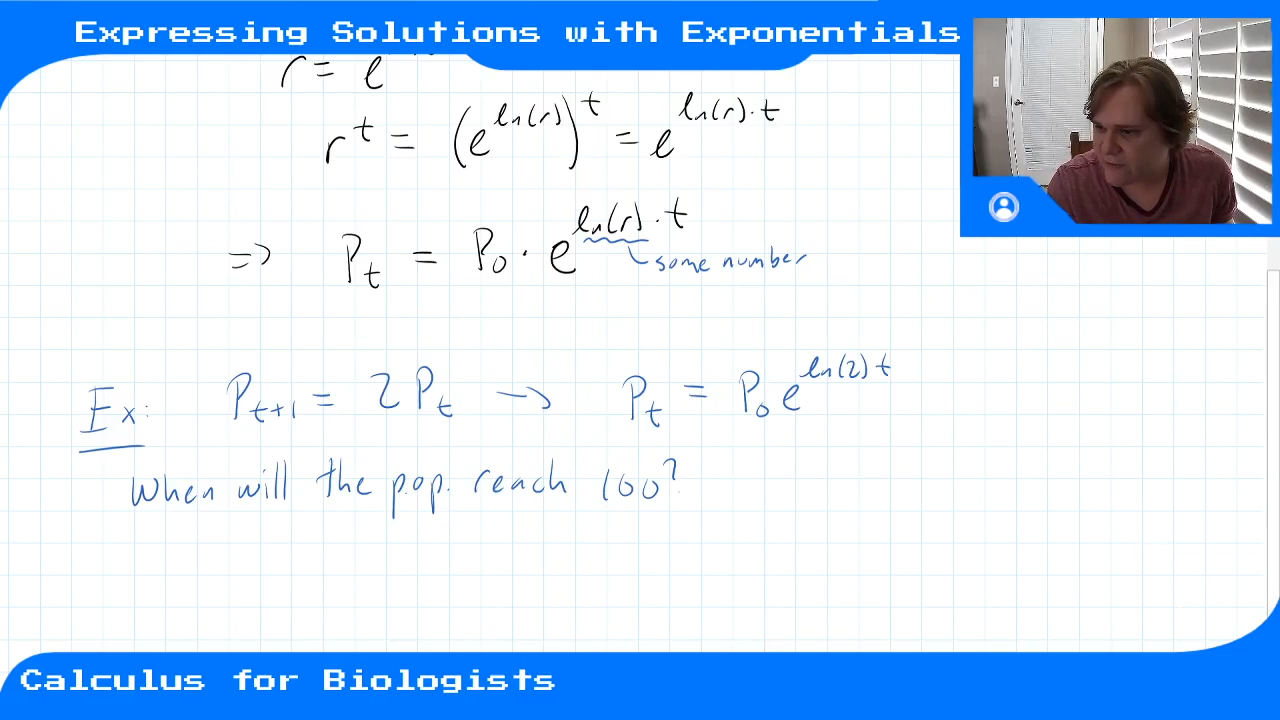 Expressing Solutions with Exponentials
r = e
r^t = (e^{ln(r)})^t = e^{ln(r)·t}
=> P_t = P_0 · e^{ln(r)·t}
some number
Ex: P_{t+1} = 2P_t → P_t = P_0 e^{ln(2)t}
When will the pop. reach 100?
Calculus for Biologists